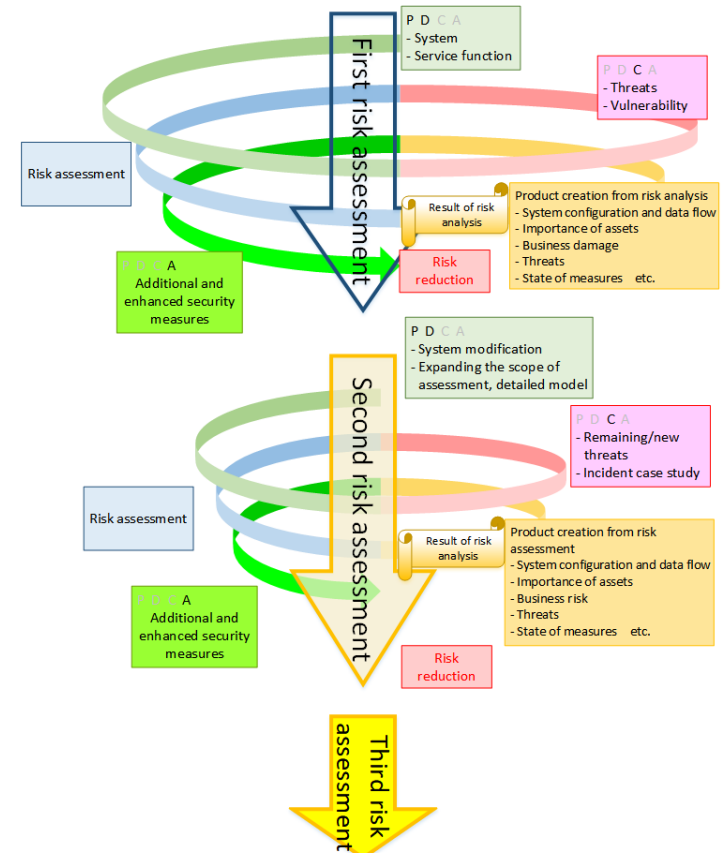 P D C A
- System
- Service function
First risk assessment
P D C A
- Threats
- Vulnerability
Risk assessment
Result of risk
analysis
Product creation from risk analysis
- System configuration and data flow
- Importance of assets
- Business damage
- Threats
- State of measures etc.
P D C A
Additional and
enhanced security
measures
Risk
reduction
P D C A
- System modification
- Expanding the scope of
assessment, detailed model
Second risk assessment
P D C A
- Remaining/new
threats
- Incident case study
Risk assessment
Result of risk
analysis
Product creation from risk
assessment
- System configuration and data flow
- Importance of assets
- Business risk
- Threats
- State of measures etc.
P D C A
Additional and
enhanced security
measures
Risk
reduction
Third risk
assessment